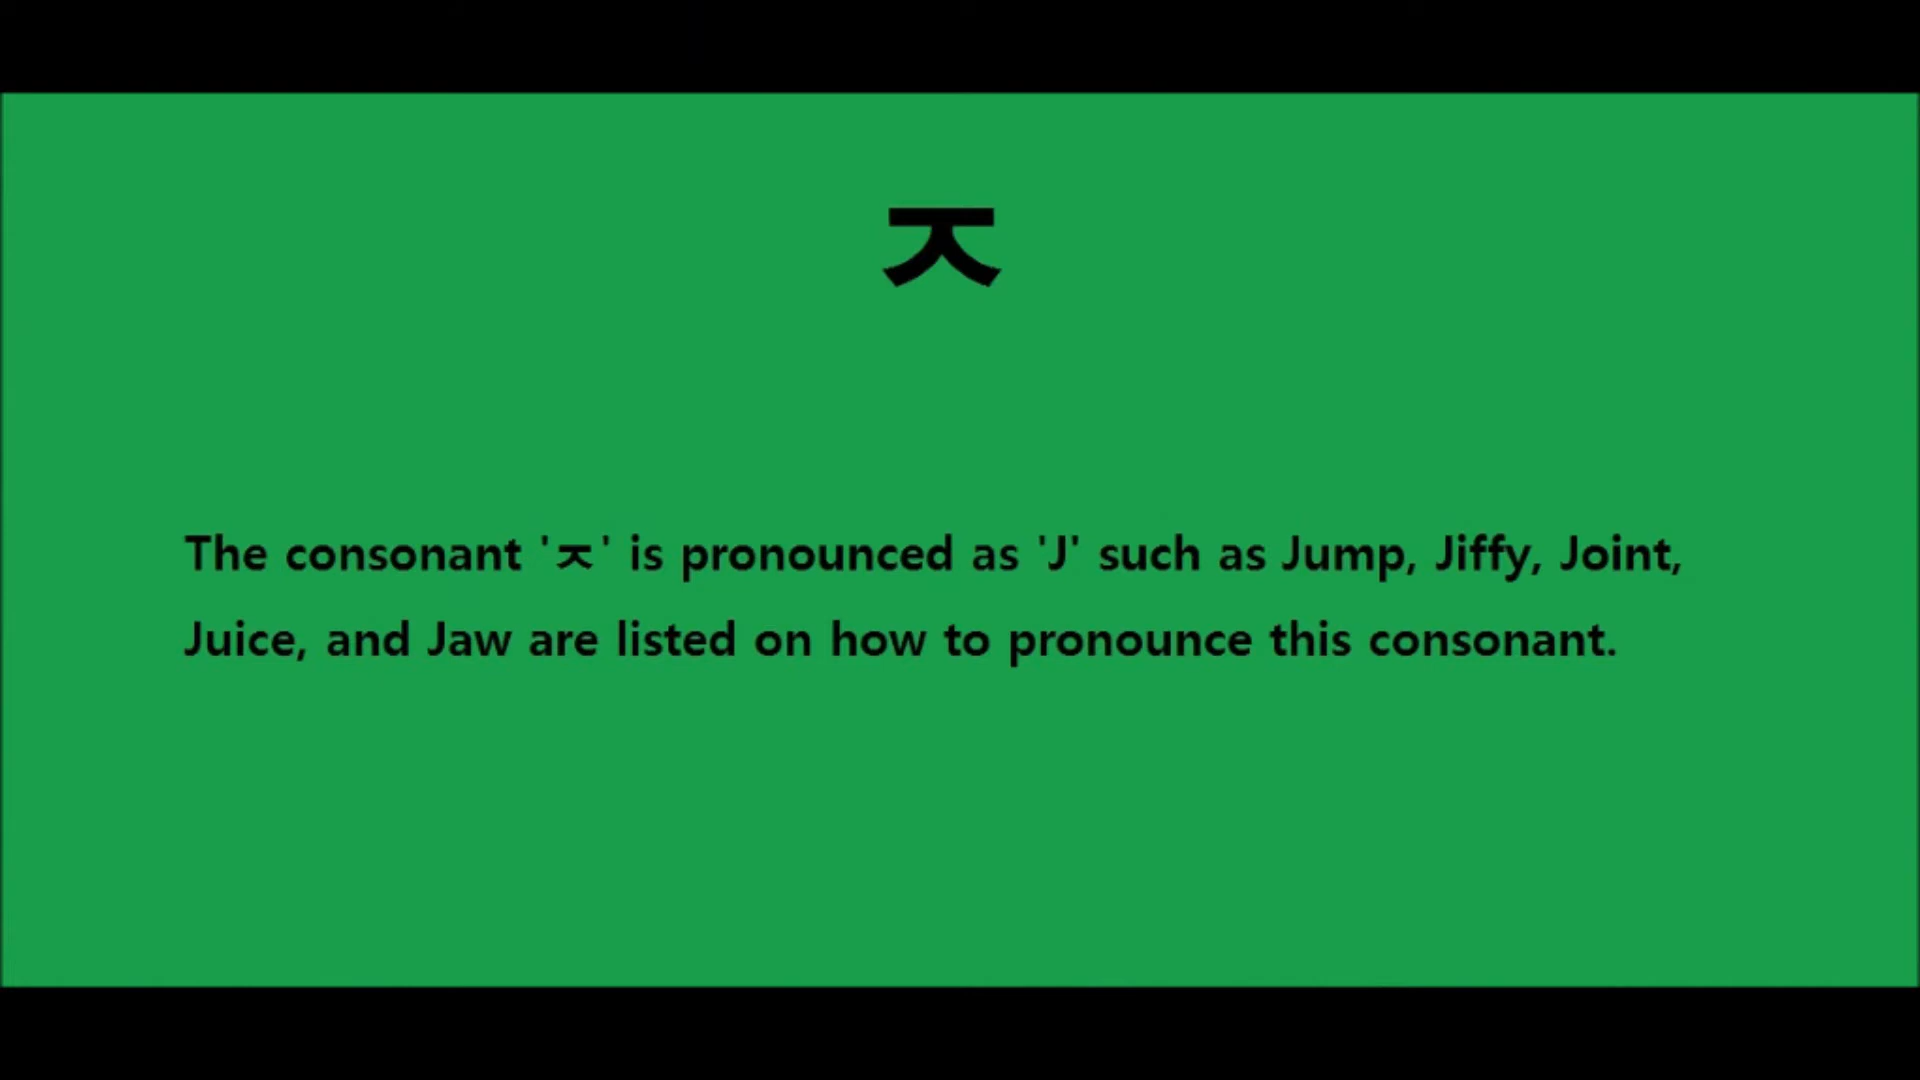 ㅈ
The consonant 'ㅈ' is pronounced as 'J' such as Jump, Jiffy, Joint,
Juice, and Jaw are listed on how to pronounce this consonant.